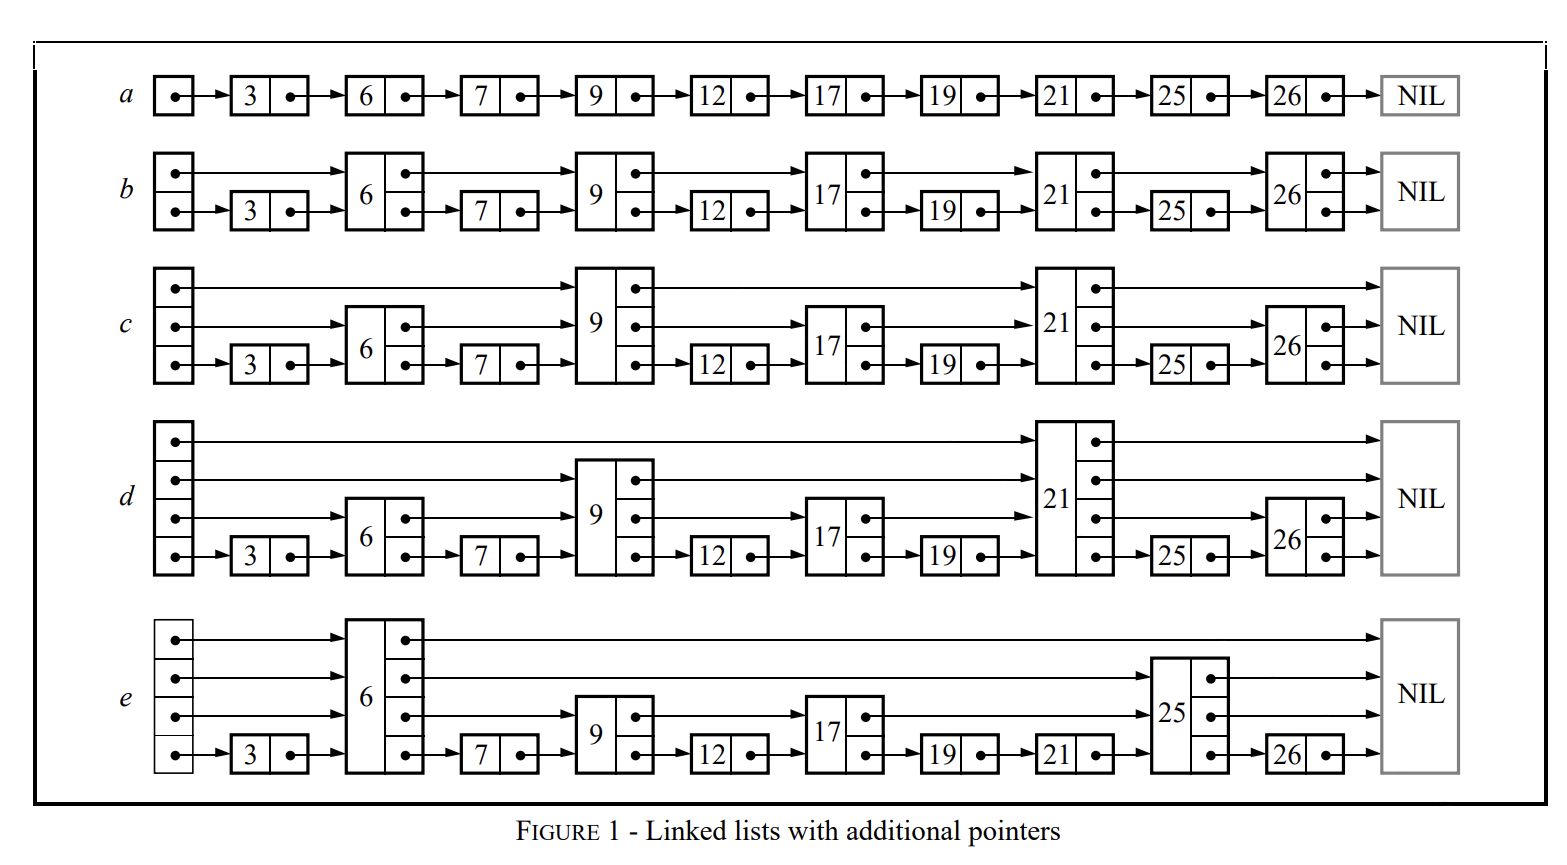 a 3 6 7 9 12 17 19 21 25 26 NIL
b 3 6 7 9 12 17 19 21 25 26 NIL
c 3 6 7 9 12 17 19 21 25 26 NIL
d 3 6 7 9 12 17 19 21 25 26 NIL
e 3 6 7 9 12 17 19 21 25 26 NIL
FIGURE 1 - Linked lists with additional pointers